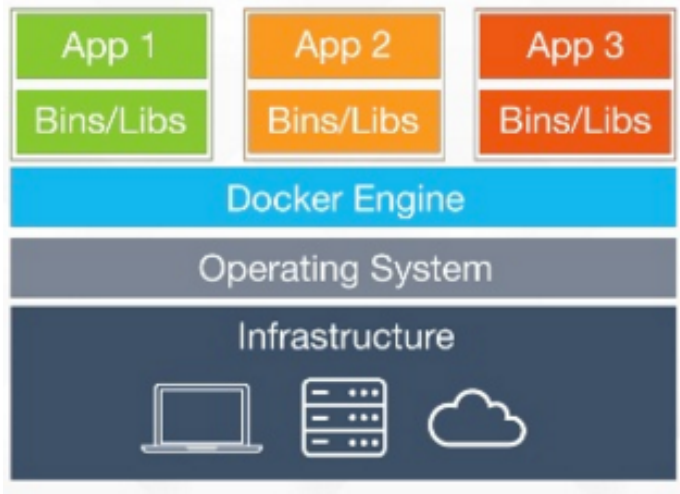 App 1
App 2
App 3
Bins/Libs
Bins/Libs
Bins/Libs
Docker Engine
Operating System
Infrastructure